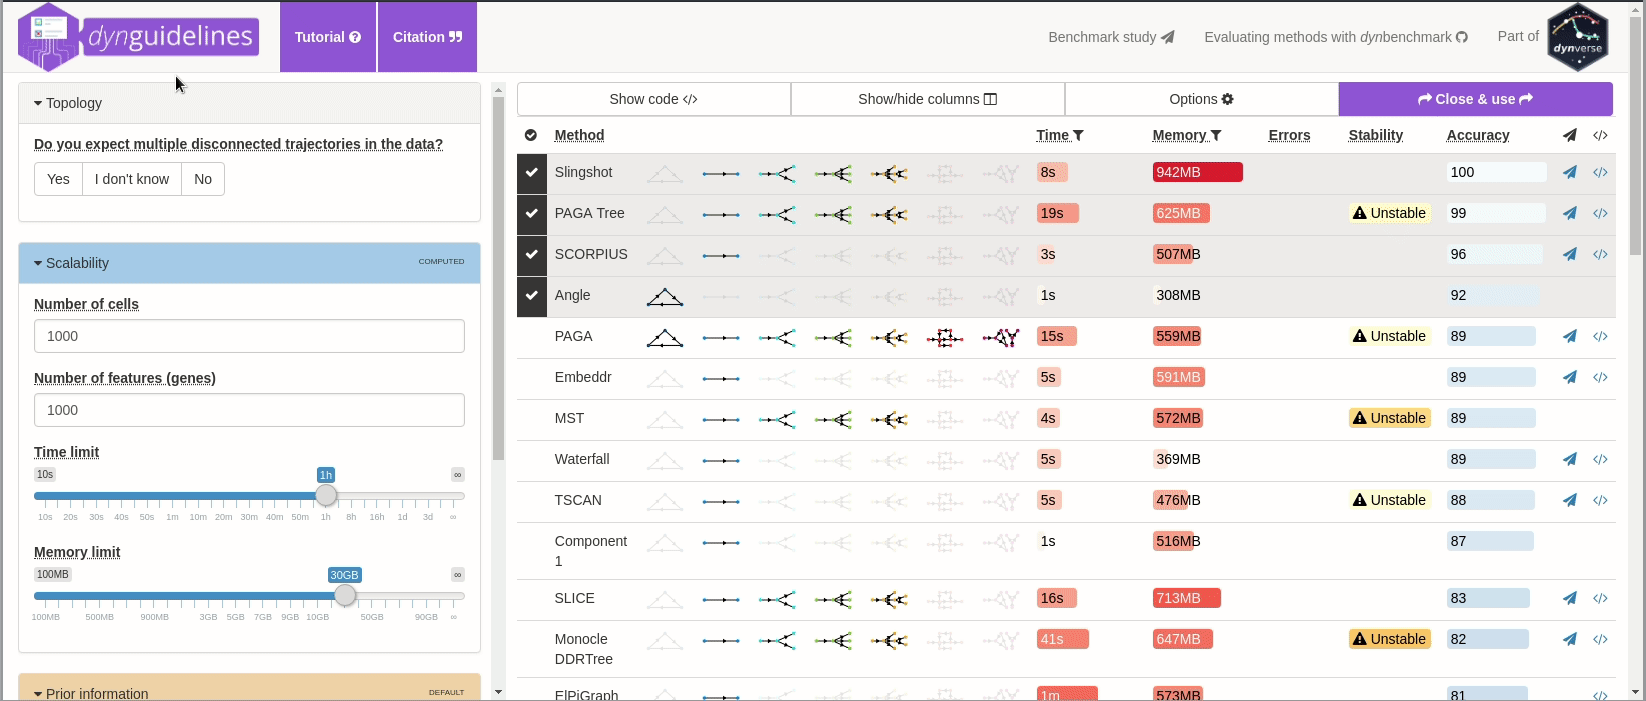 dynguidelines
Tutorial
Citation
Benchmark study
Evaluating methods with dynbenchmark
Part of
dynverse
Topology
Do you expect multiple disconnected trajectories in the data?
Yes I don't know No
Scalability COMPUTED
Number of cells
1000
Number of features (genes)
1000
Time limit
10s 1h ∞
10s 20s 30s 40s 50s 1m 10m 20m 30m 40m 50m 1h 8h 16h 1d 3d ∞
Memory limit
100MB 30GB ∞
100MB 500MB 900MB 3GB 5GB 7GB 9GB 10GB 50GB 90GB ∞
Prior information DEFAULT
Show code </>
Show/hide columns
Options
Close & use
Method Time Memory Errors Stability Accuracy </>
Slingshot 8s 942MB 100 </>
PAGA Tree 19s 625MB Unstable 99 </>
SCORPIUS 3s 507MB 96 </>
Angle 1s 308MB 92
PAGA 15s 559MB Unstable 89 </>
Embeddr 5s 591MB 89 </>
MST 4s 572MB Unstable 89
Waterfall 5s 369MB 89 </>
TSCAN 5s 476MB Unstable 88 </>
Component 1s 516MB 87
1
SLICE 16s 713MB 83 </>
Monocle 41s 647MB Unstable 82 </>
DDRTree
ElPiGraph 1m 573MB 81 </>